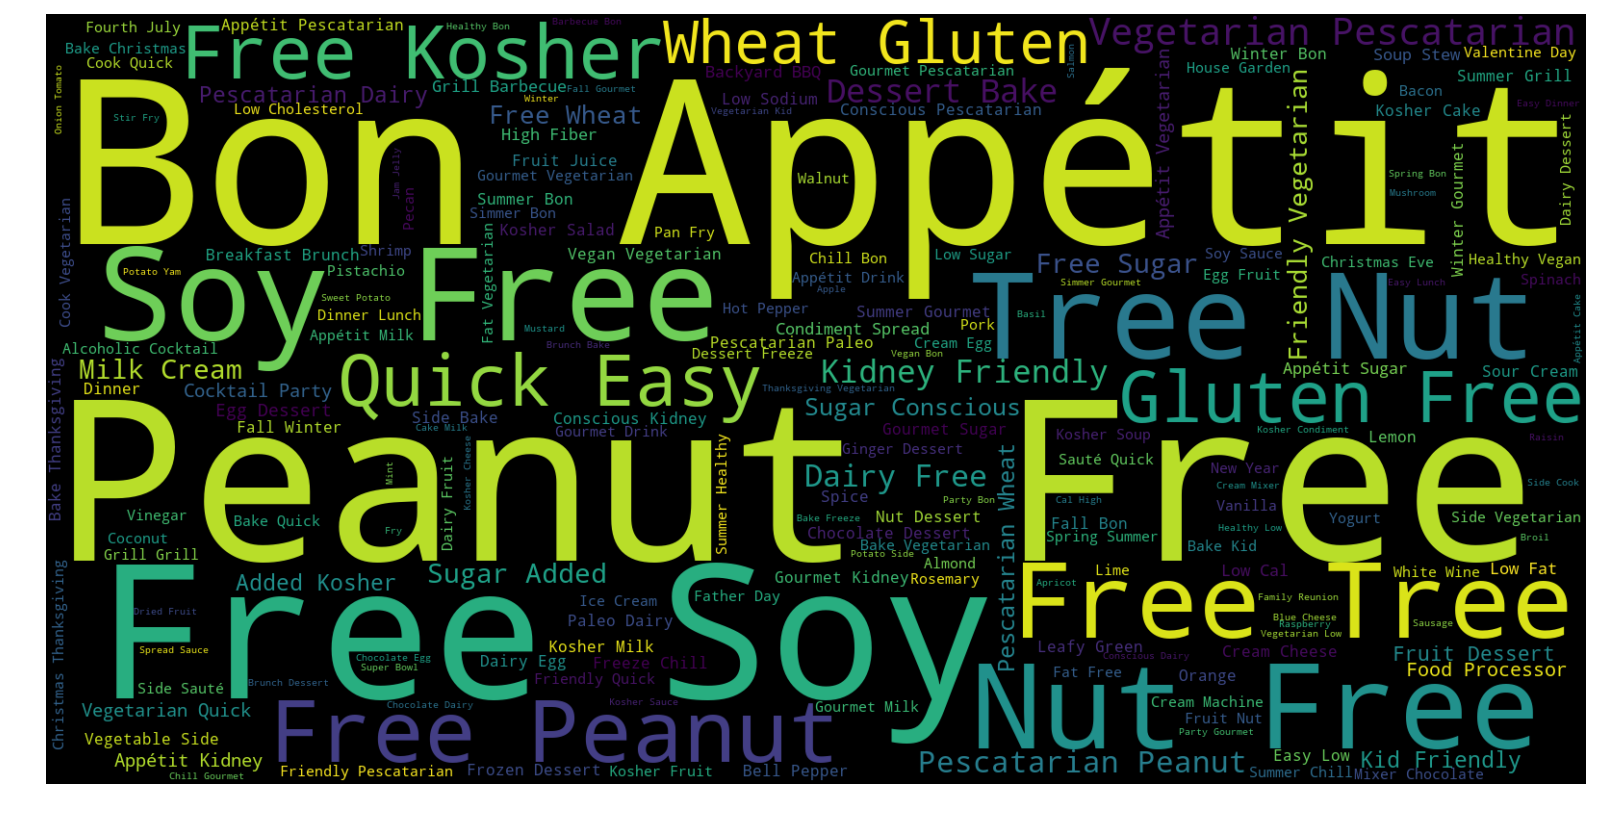 Fourth July
Appétit Pescatarian
Healthy Bon
Barbecue Bon
Free Kosher
Wheat Gluten
Vegetarian Pescatarian
Bake Christmas
Cook Quick
Winter Bon
Soup Stew
Valentine Day
Onion Tomato
Salmon
Backyard BBQ
Gourmet Pescatarian
House Garden
Summer Grill
Pescatarian Dairy
Grill Barbecue
Fall Gourmet
Winter
Low Sodium
Dessert Bake
Bacon
Low Cholesterol
Free Wheat
Vegetarian Kid
Conscious Pescatarian
Kosher Cake
Easy Dinner
Stir Fry
High Fiber
Bon Appétit
Jam Jelly
Pecan
Fruit Juice
Gourmet Vegetarian
Walnut
Appétit Vegetarian
Friendly Vegetarian
Spring Bon
Mushroom
Winter Gourmet
Dairy Dessert
Summer Bon
Simmer Bon
Kosher Salad
Pan Fry
Cook Vegetarian
Breakfast Brunch
Shrimp
Fat Vegetarian
Vegan Vegetarian
Chill Bon
Low Sugar
Soy Sauce
Christmas Eve
Healthy Vegan
Potato Yam
Pistachio
Free Sugar
Egg Fruit
Appétit Drink
Apple
Simmer Gourmet
Easy Lunch
Spinach
Soy Free
Sweet Potato
Dinner Lunch
Appétit Milk
Mustard
Hot Pepper
Summer Gourmet
Tree Nut
Basil
Appétit Cake
Condiment Spread
Pork
Alcoholic Cocktail
Brunch Bake
Pescatarian Paleo
Cream Egg
Dessert Freeze
Vegan Bon
Milk Cream
Quick Easy
Kidney Friendly
Appétit Sugar
Sour Cream
Dinner
Cocktail Party
Thanksgiving Vegetarian
Gluten Free
Bake Thanksgiving
Egg Dessert
Side Bake
Conscious Kidney
Sugar Conscious
Fall Winter
Cake Milk
Gourmet Drink
Gourmet Sugar
Kosher Condiment
Peanut Free
Kosher Soup
Lemon
Raisin
Ginger Dessert
Mint
Dairy Fruit
Kosher Cheese
Summer Healthy
Dairy Free
Pescatarian Wheat
Sauté Quick
New Year
Cream Mixer
Side Cook
Spice
Party Bon
Cal High
Vanilla
Yogurt
Vinegar
Bake Quick
Bake Freeze
Nut Dessert
Fall Bon
Healthy Low
Side Vegetarian
Coconut
Fry
Chocolate Dessert
Spring Summer
Broil
Grill Grill
Bake Vegetarian
Bake Kid
Potato Side
Christmas Thanksgiving
Added Kosher
Sugar Added
Almond
Gourmet Kidney
Rosemary
Lime
Low Cal
White Wine
Low Fat
Apricot
Free Soy
Father Day
Free Tree
Ice Cream
Family Reunion
Dried Fruit
Paleo Dairy
Blue Cheese
Raspberry
Sausage
Vegetarian Low
Spread Sauce
Kosher Milk
Leafy Green
Conscious Dairy
Cream Cheese
Fruit Dessert
Chocolate Egg
Super Bowl
Dairy Egg
Freeze Chill
Fat Free
Orange
Food Processor
Brunch Dessert
Friendly Quick
Side Sauté
Nut Free
Vegetarian Quick
Chocolate Dairy
Kosher Sauce
Gourmet Milk
Cream Machine
Fruit Nut
Free Peanut
Party Gourmet
Vegetable Side
Appétit Kidney
Pescatarian Peanut
Easy Low
Kid Friendly
Chill Gourmet
Friendly Pescatarian
Frozen Dessert
Kosher Fruit
Bell Pepper
Summer Chill
Mixer Chocolate